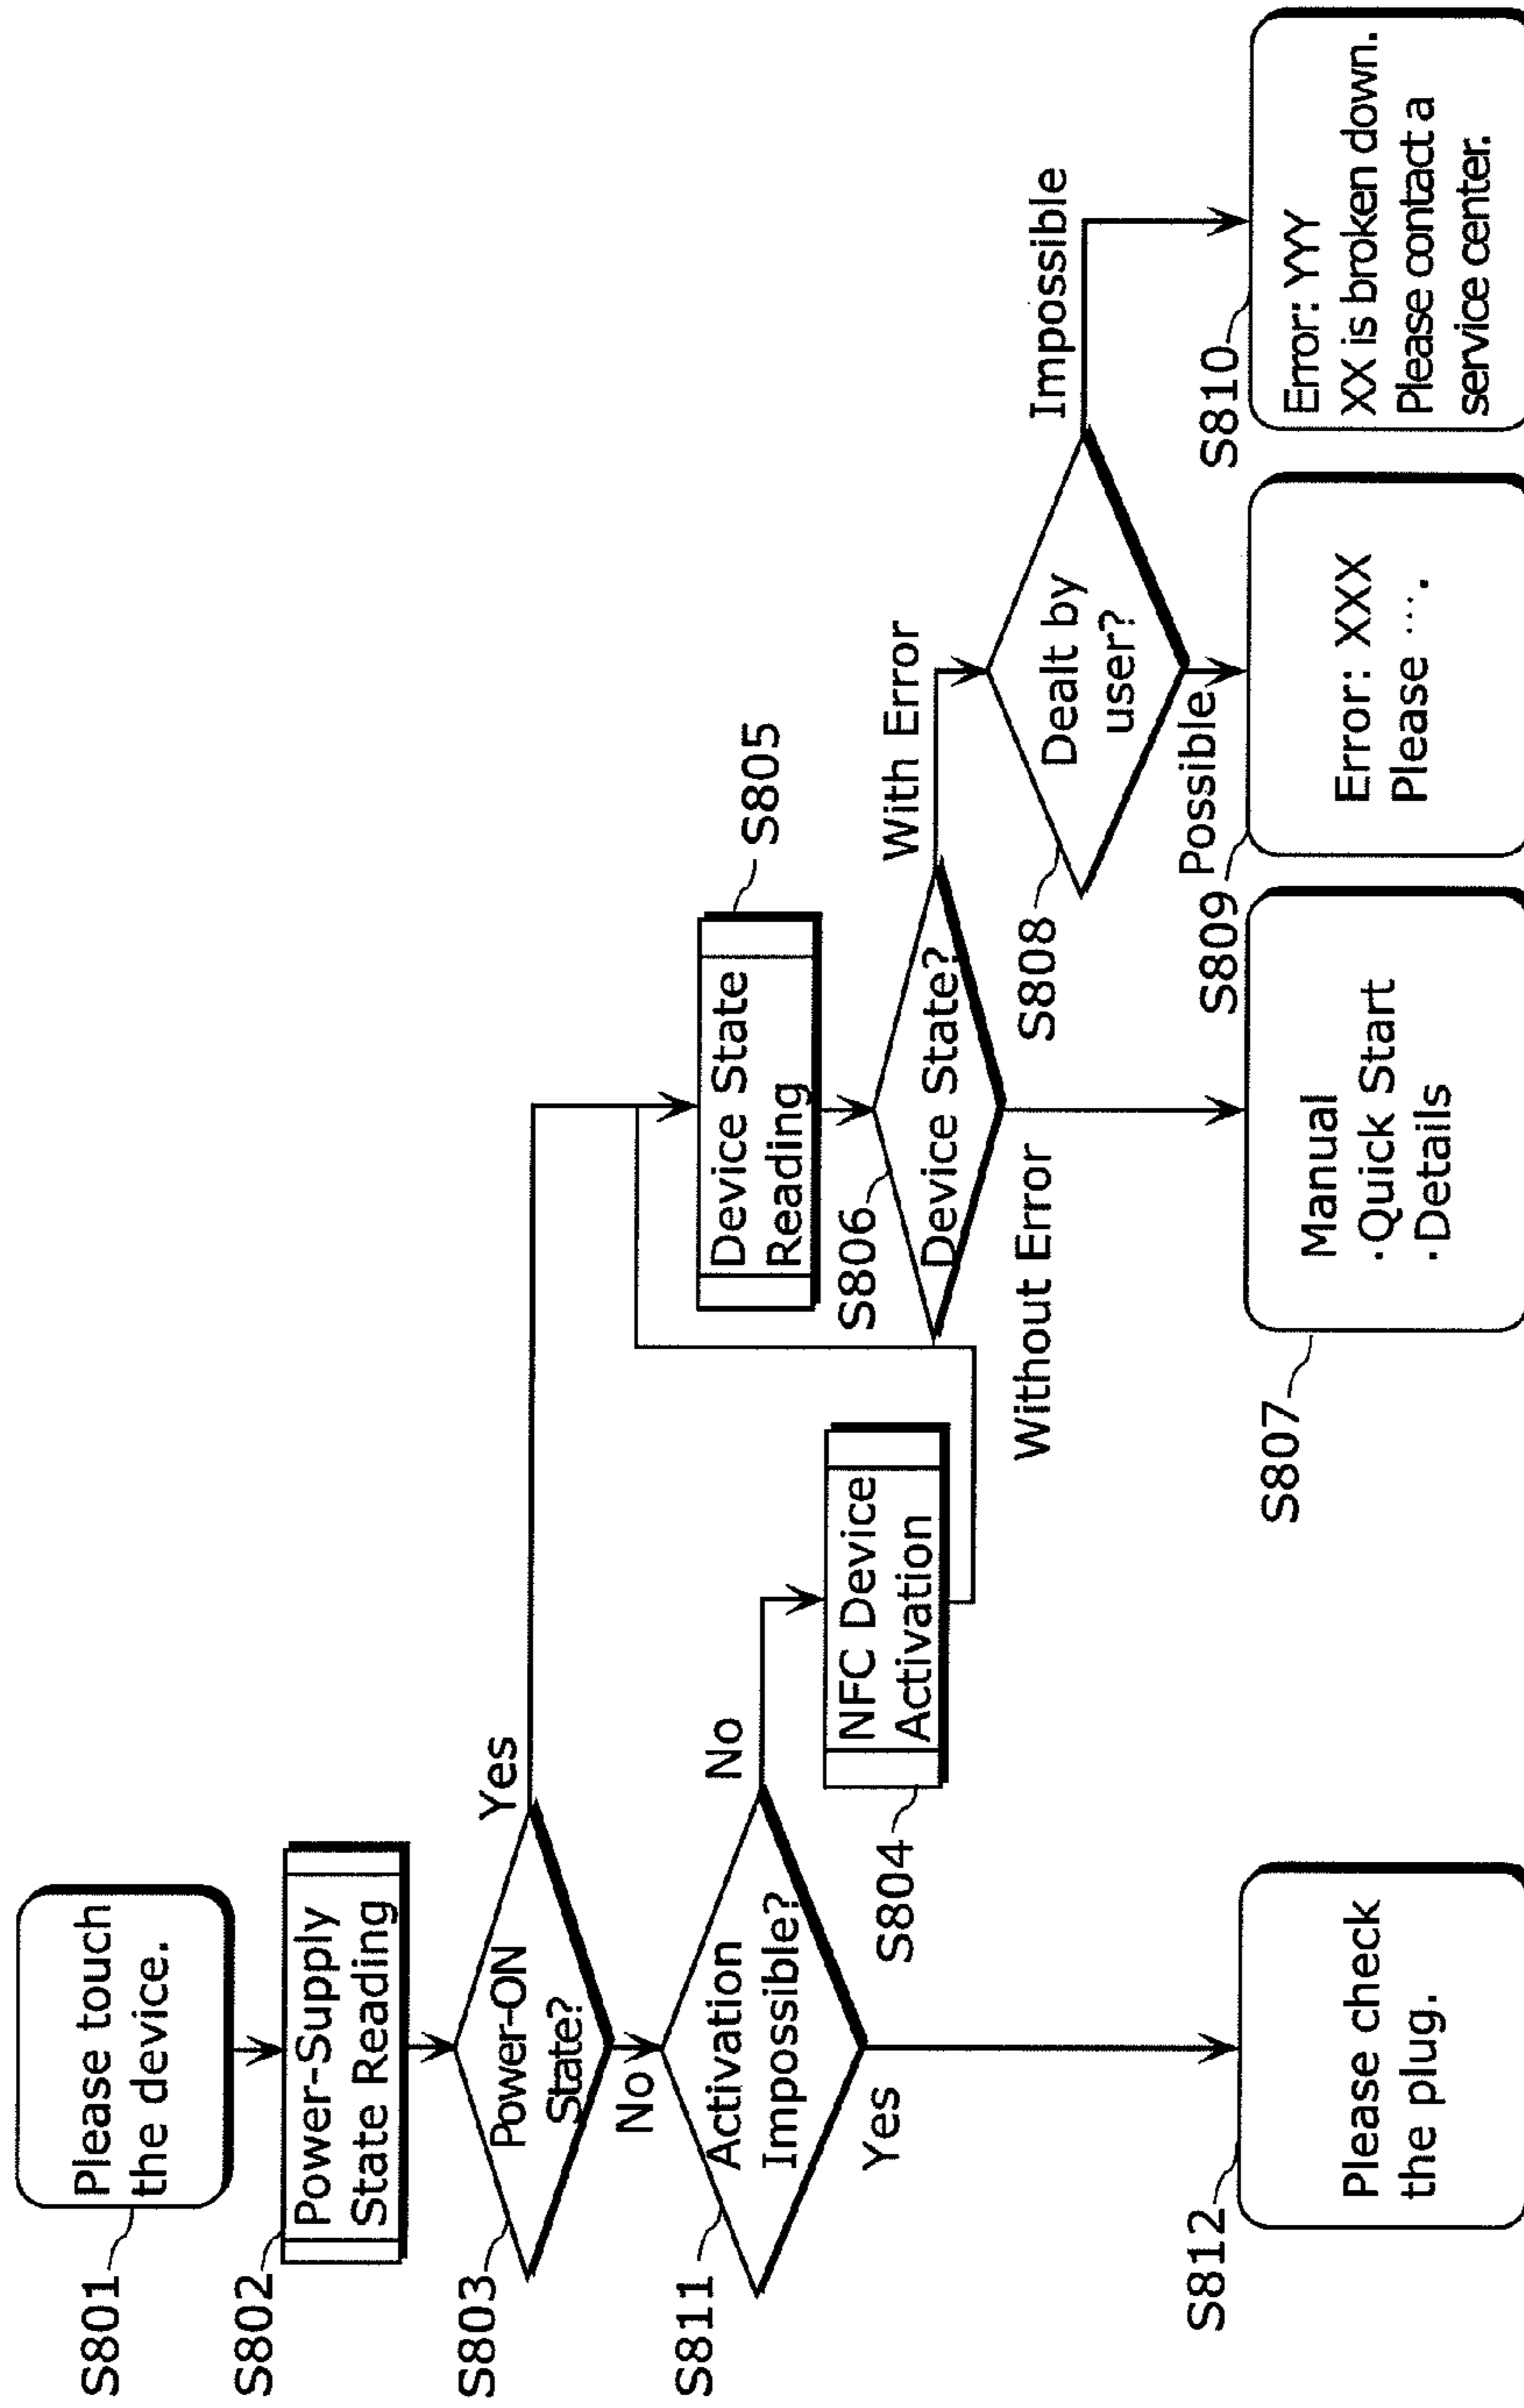 S801
Please touch
the device.
S802
Power-Supply
State Reading
S803
Power-ON
State?
Yes
No
S811
Activation
Impossible?
No
Yes
S804
NFC Device
Activation
S805
Device State
Reading
S806
Device State?
With Error
Without Error
S808
Dealt by
user?
Impossible
Possible
S812
Please check
the plug.
S807
Manual
·Quick Start
·Details
S809
Error: XXX
Please ‥‥.
S810
Error: YYY
XX is broken down.
Please contact a
service center.